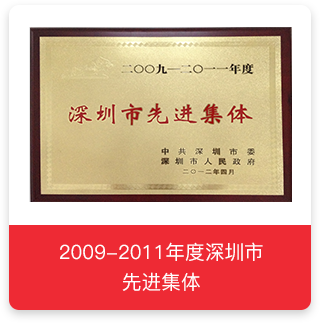 二〇〇九—二〇一一年度
深圳市先进集体
中共深圳市委
深圳市人民政府
二〇一二年四月
2009-2011年度深圳市
先进集体